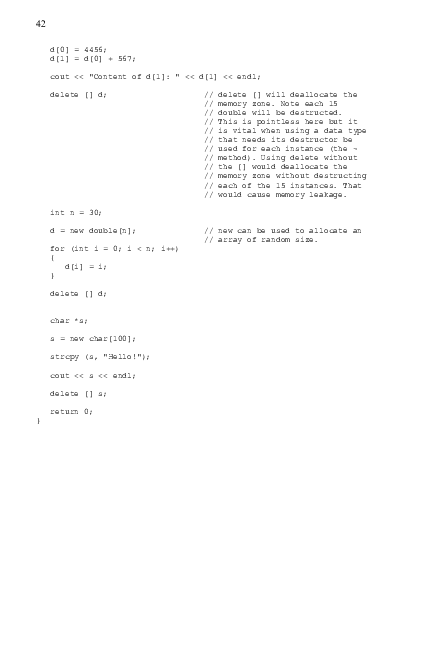 42
d[0] = 4456;
d[1] = d[0] + 567;
cout << "Content of d[1]: " << d[1] << endl;
delete [] d; // delete [] will deallocate the
// memory zone. Note each 15
// double will be destructed.
// This is pointless here but it
// is vital when using a data type
// that needs its destructor be
// used for each instance (the ~
// method). Using delete without
// the [] would deallocate the
// memory zone without destructing
// each of the 15 instances. That
// would cause memory leakage.
int n = 30;
d = new double[n]; // new can be used to allocate an
// array of random size.
for (int i = 0; i < n; i++)
{
d[i] = i;
}
delete [] d;
char *s;
s = new char[100];
strcpy (s, "Hello!");
cout << s << endl;
delete [] s;
return 0;
}